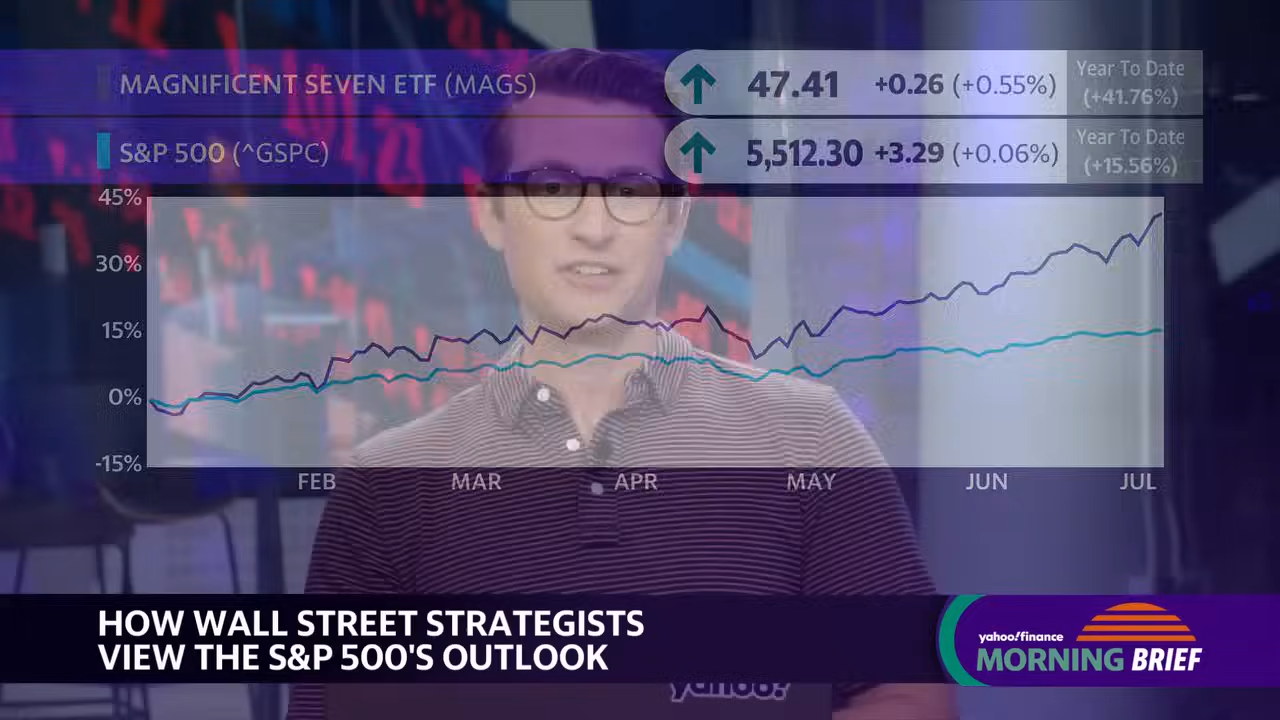 MAGNIFICENT SEVEN ETF (MAGS)
47.41 +0.26 (+0.55%)
Year To Date
(+41.76%)
S&P 500 (^GSPC)
5,512.30 +3.29 (+0.06%)
Year To Date
(+15.56%)
45%
30%
15%
0%
-15%
FEB MAR APR MAY JUN JUL
HOW WALL STREET STRATEGISTS
VIEW THE S&P 500'S OUTLOOK
yahoo!finance
MORNING BRIEF
yahoo!